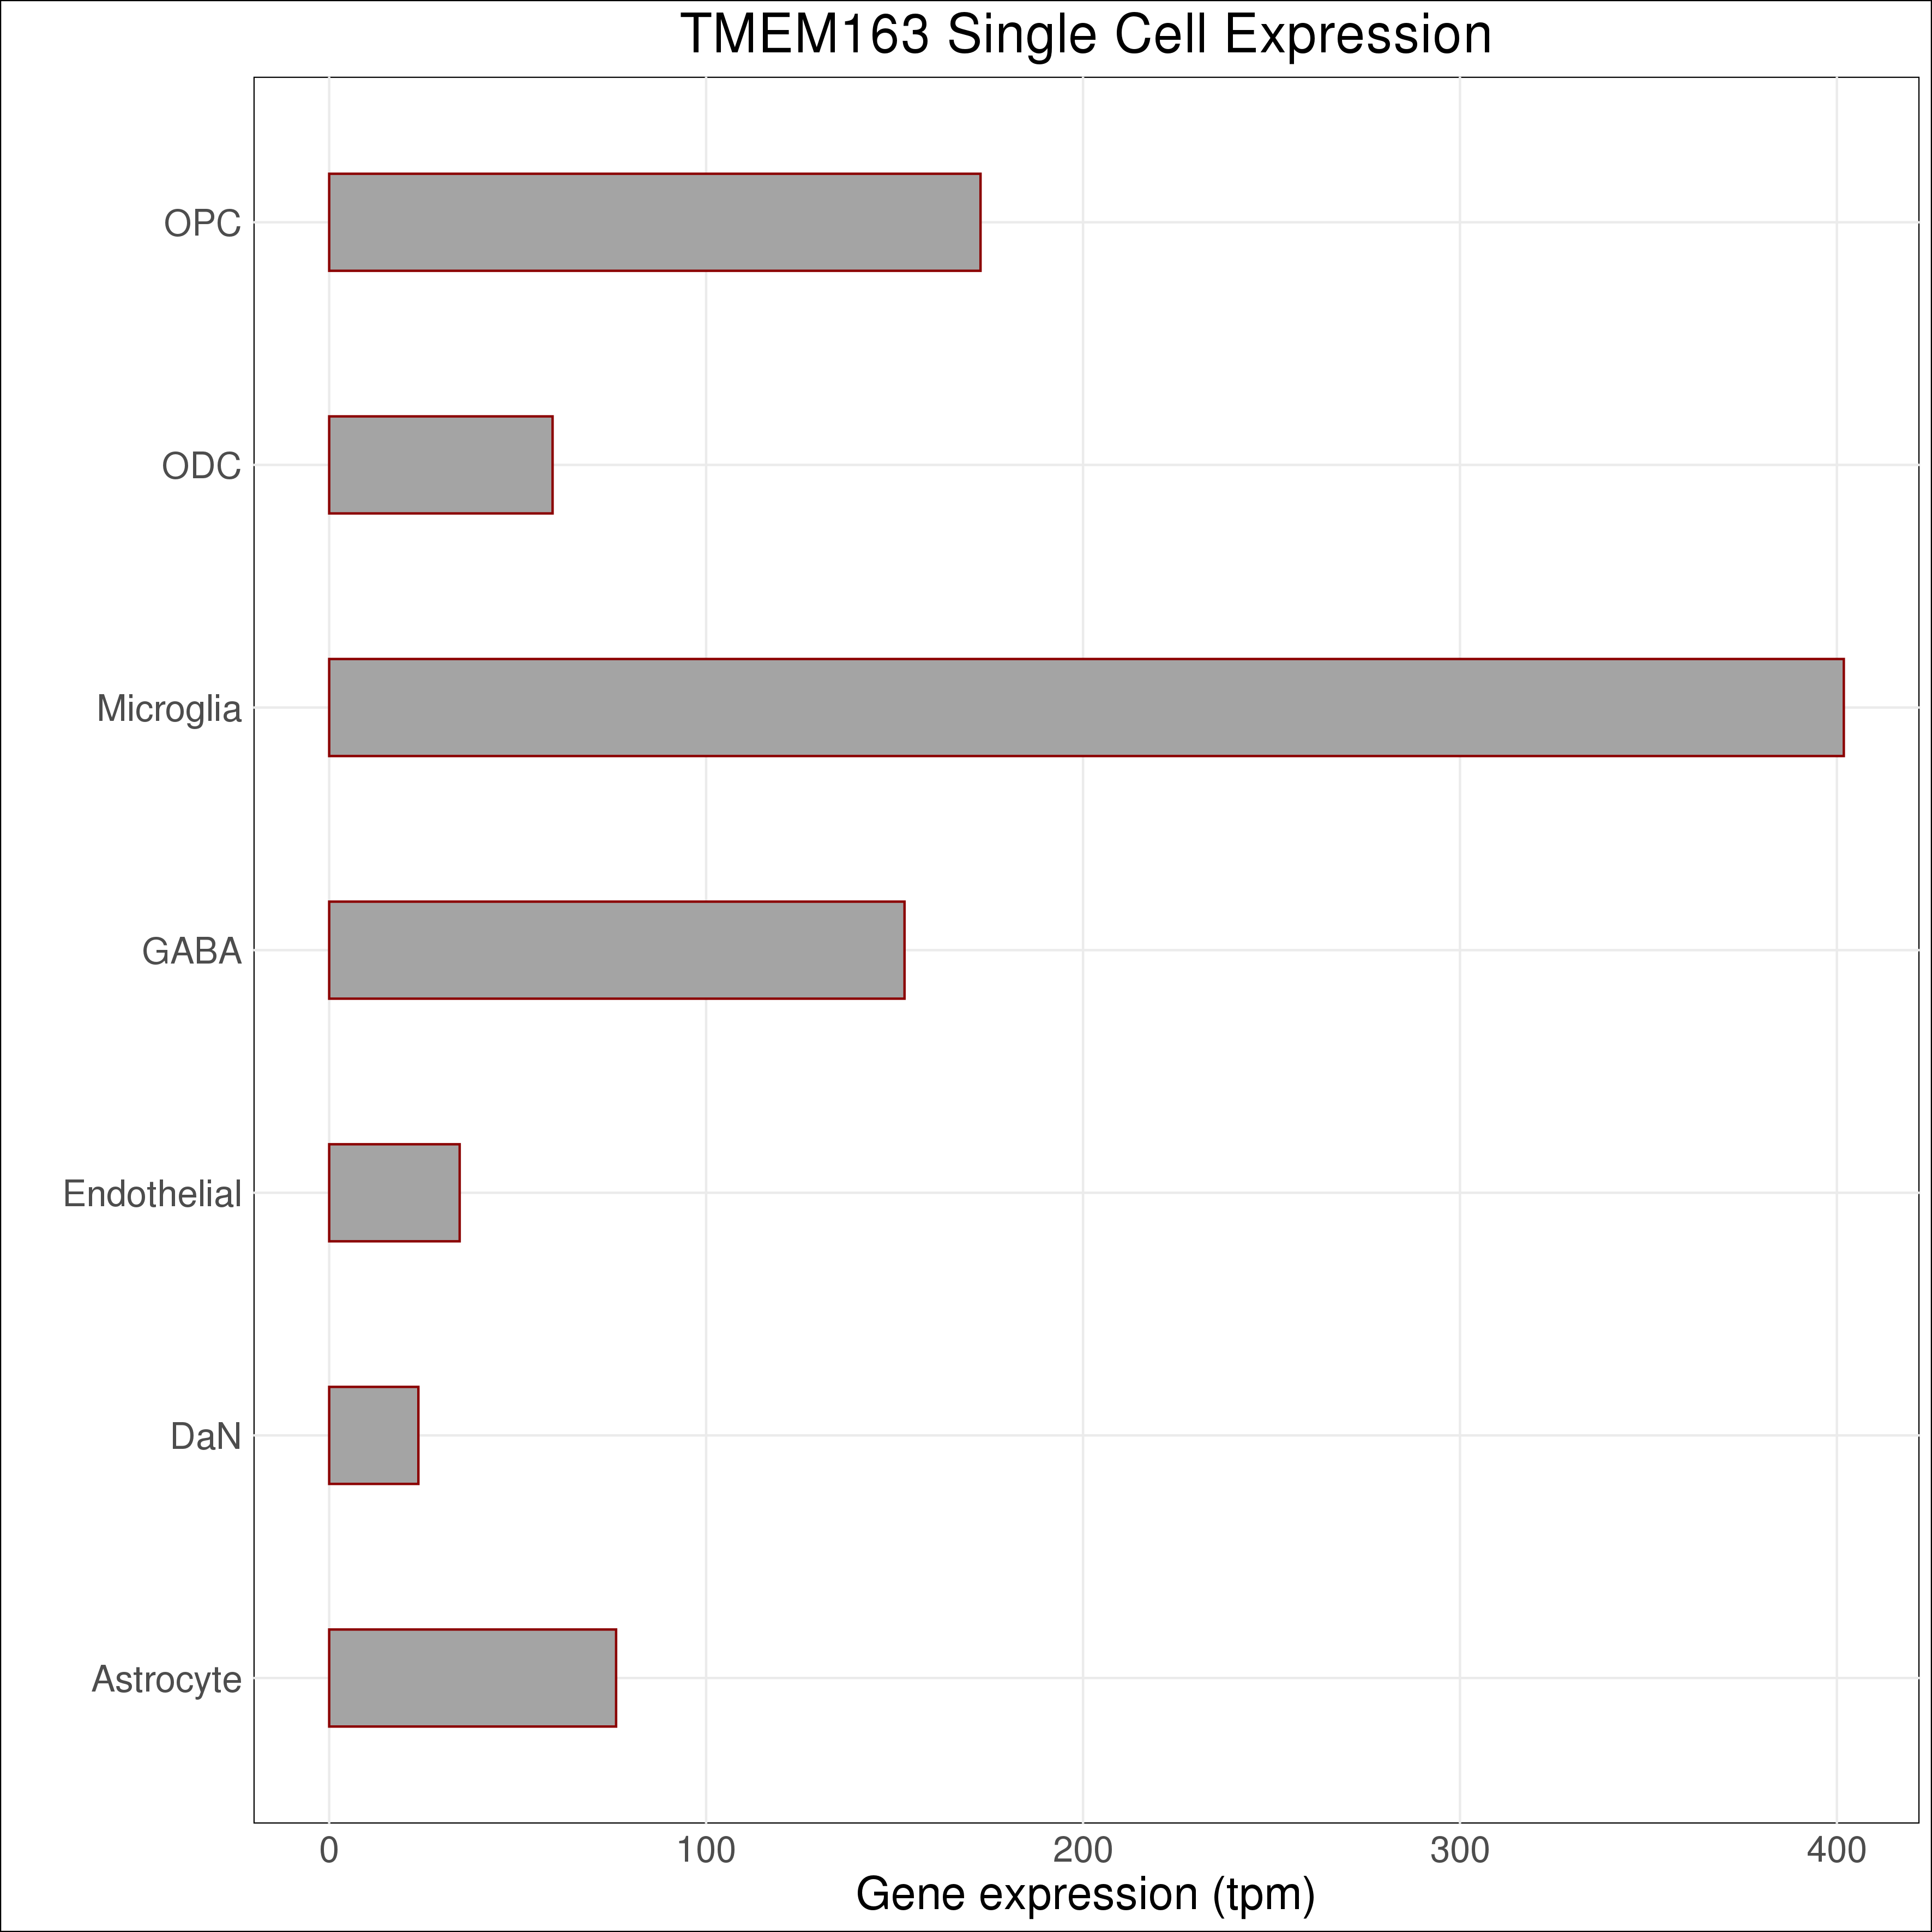 TMEM163 Single Cell Expression
OPC
ODC
Microglia
GABA
Endothelial
DaN
Astrocyte
0 100 200 300 400
Gene expression (tpm)